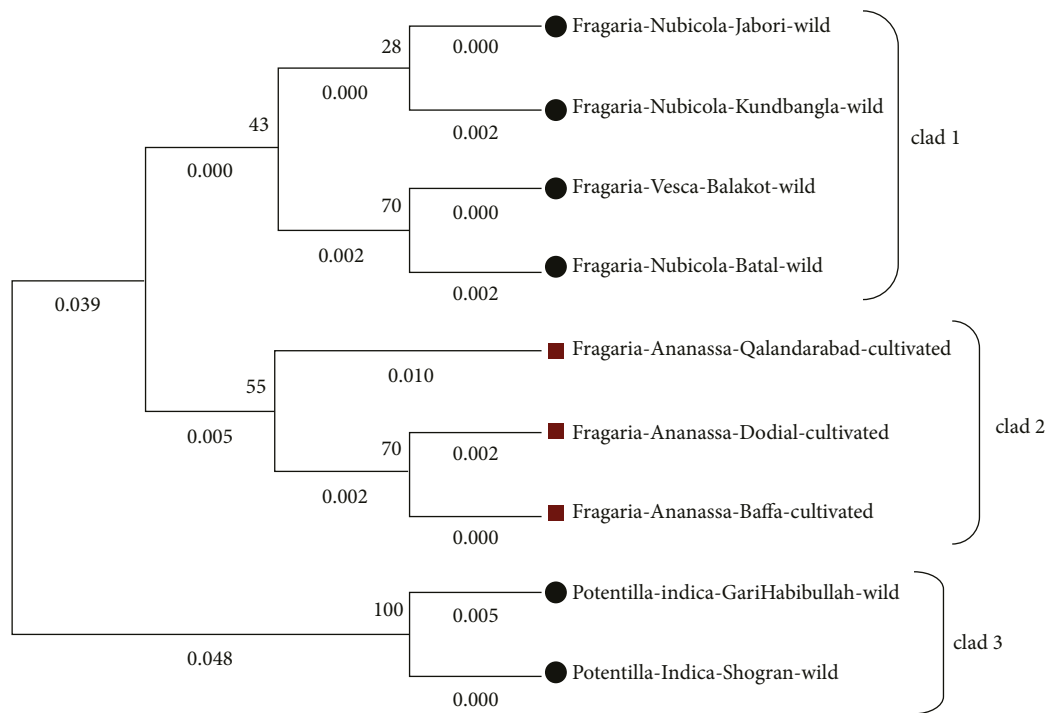 28
0.000
Fragaria-Nubicola-Jabori-wild
43
0.000
0.002
Fragaria-Nubicola-Kundbangla-wild
clad 1
0.000
70
0.000
Fragaria-Vesca-Balakot-wild
0.002
0.002
Fragaria-Nubicola-Batal-wild
0.039
55
0.010
Fragaria-Ananassa-Qalandarabad-cultivated
0.005
70
0.002
Fragaria-Ananassa-Dodial-cultivated
clad 2
0.002
0.000
Fragaria-Ananassa-Baffa-cultivated
100
0.005
Potentilla-indica-GariHabibullah-wild
clad 3
0.048
0.000
Potentilla-Indica-Shogran-wild